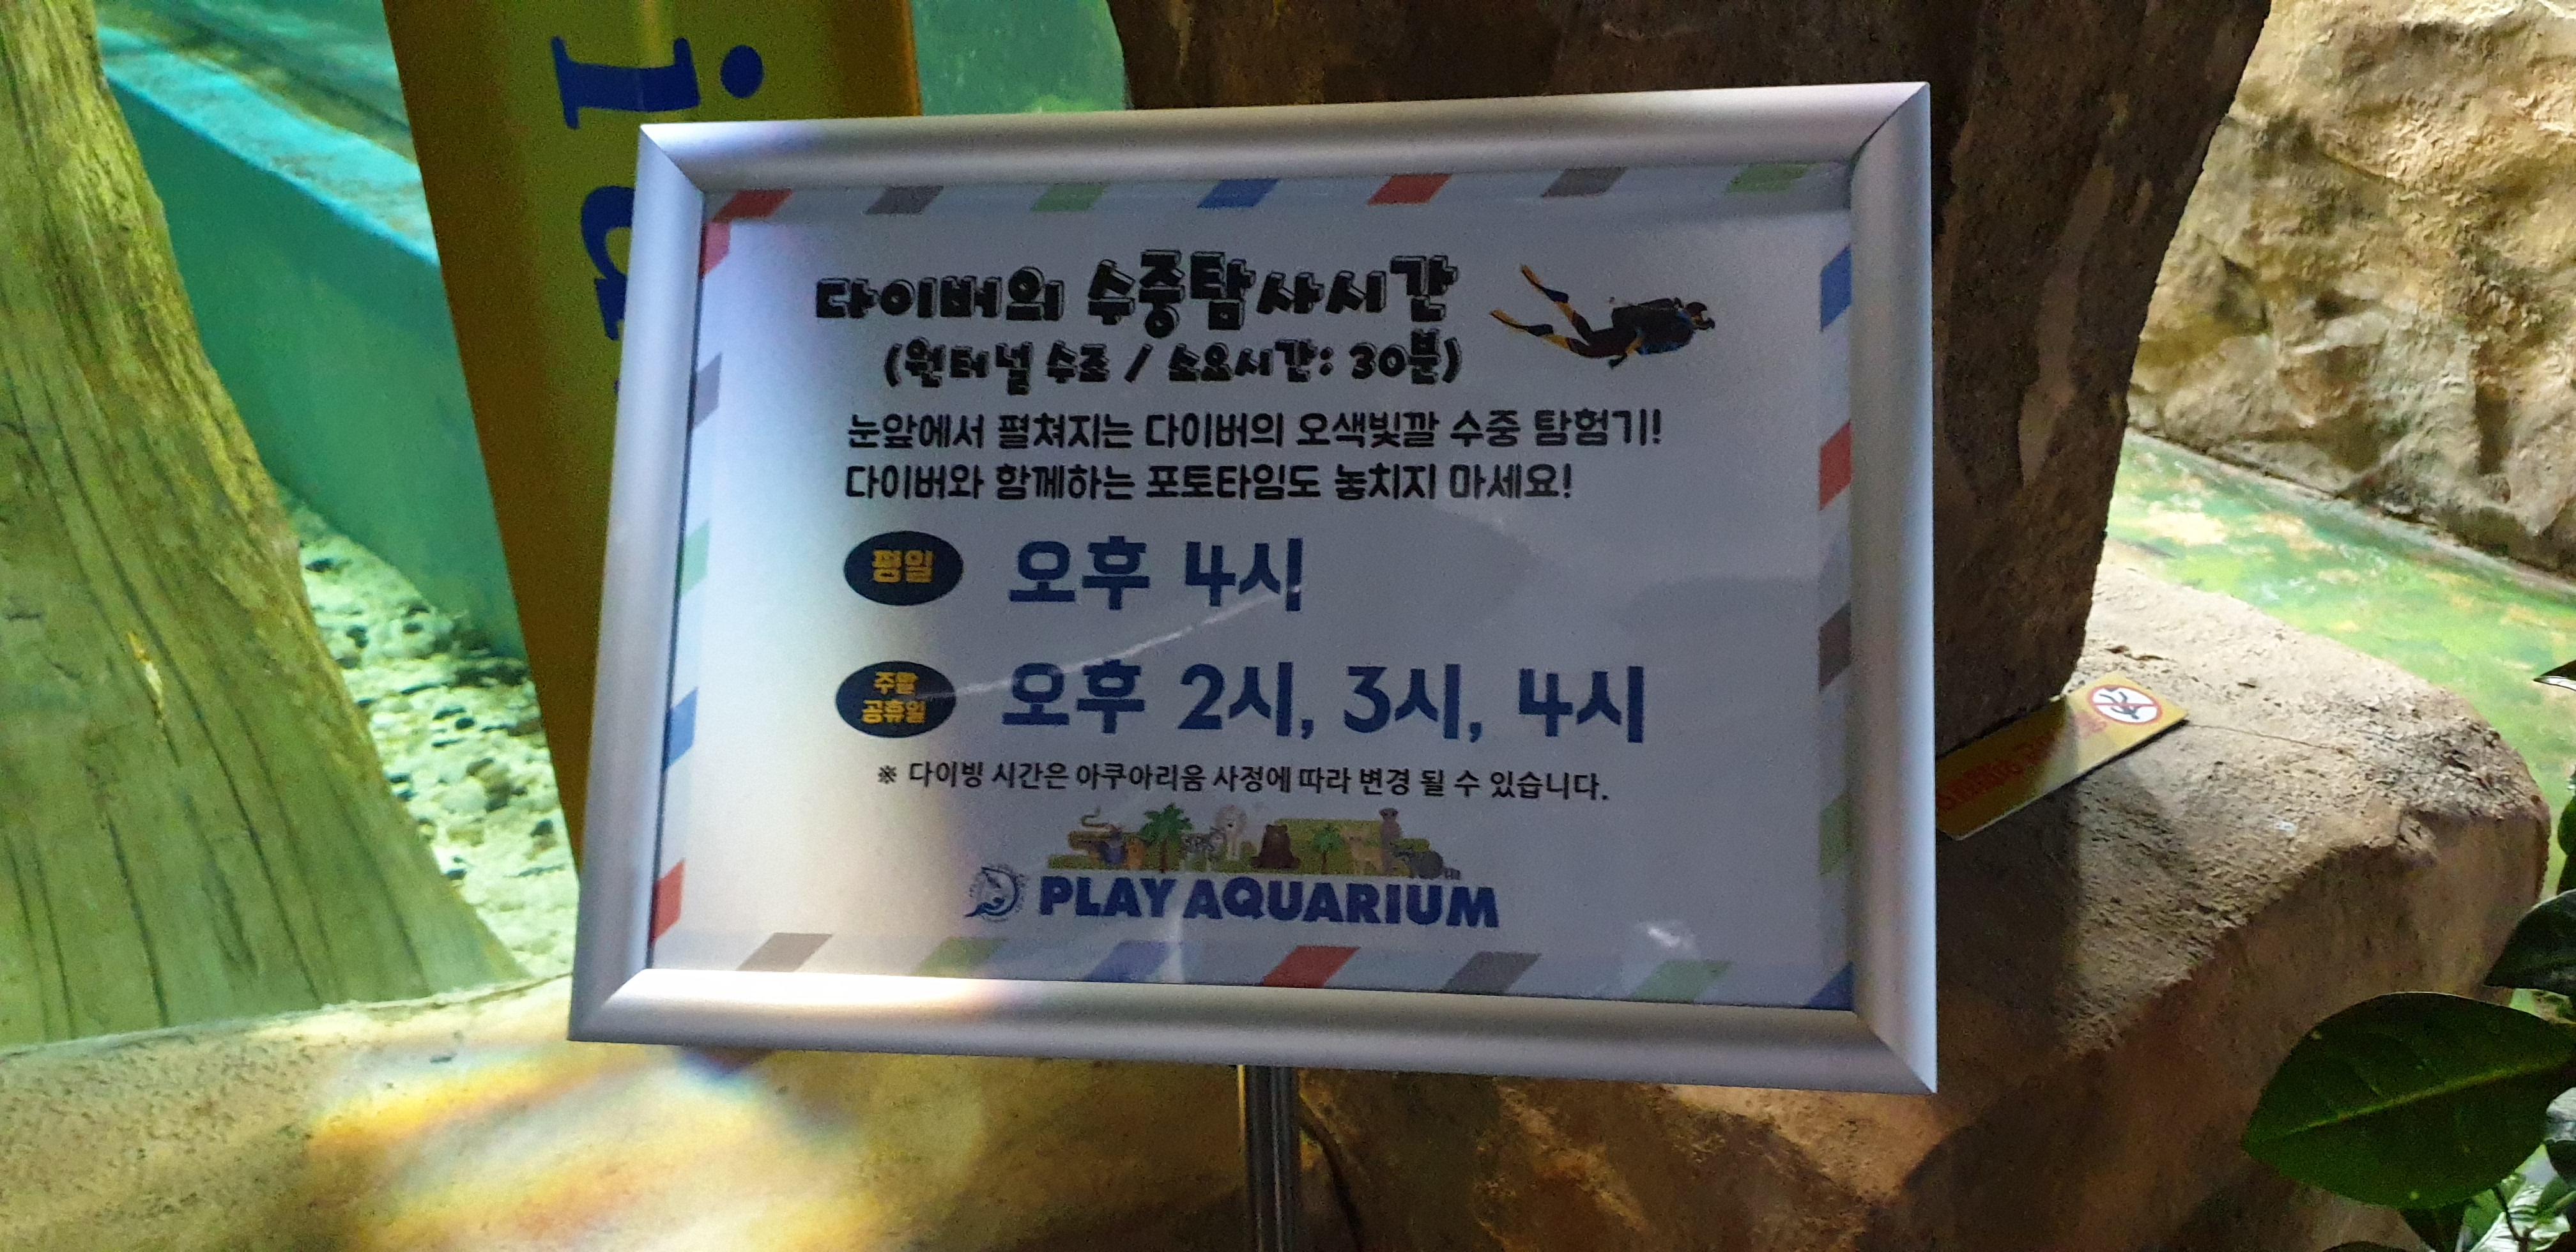 다이버의 수중탐사시간
(원터널 수조 / 소요시간: 30분)
눈앞에서 펼쳐지는 다이버의 오색빛깔 수중 탐험기!
다이버와 함께하는 포토타임도 놓치지 마세요!
평일 오후 4시
주말
공휴일 오후 2시, 3시, 4시
※ 다이빙 시간은 아쿠아리움 사정에 따라 변경 될 수 있습니다.
PLAY AQUARIUM